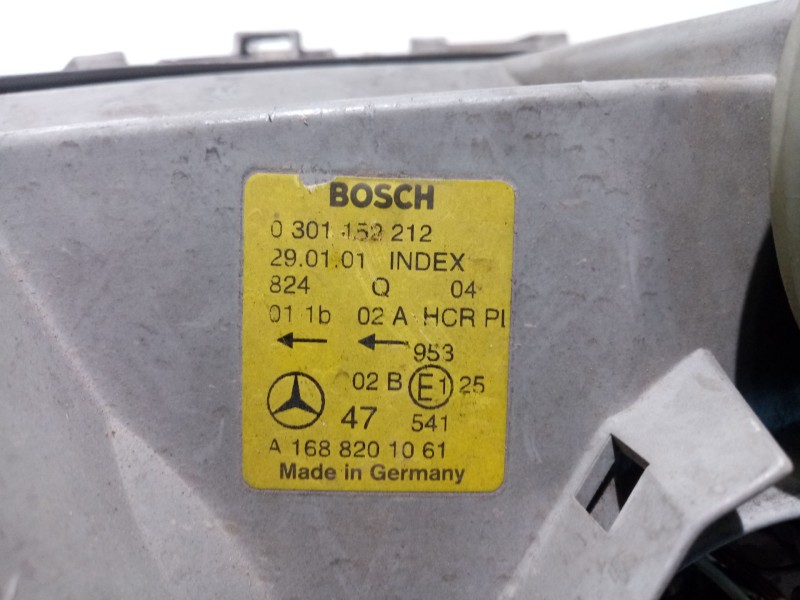 BOSCH
0 301 152 212
29.01.01 INDEX
824 Q 04
01 1b 02 A HCR PL
953
02 B E1 25
47 541
A 168 820 10 61
Made in Germany